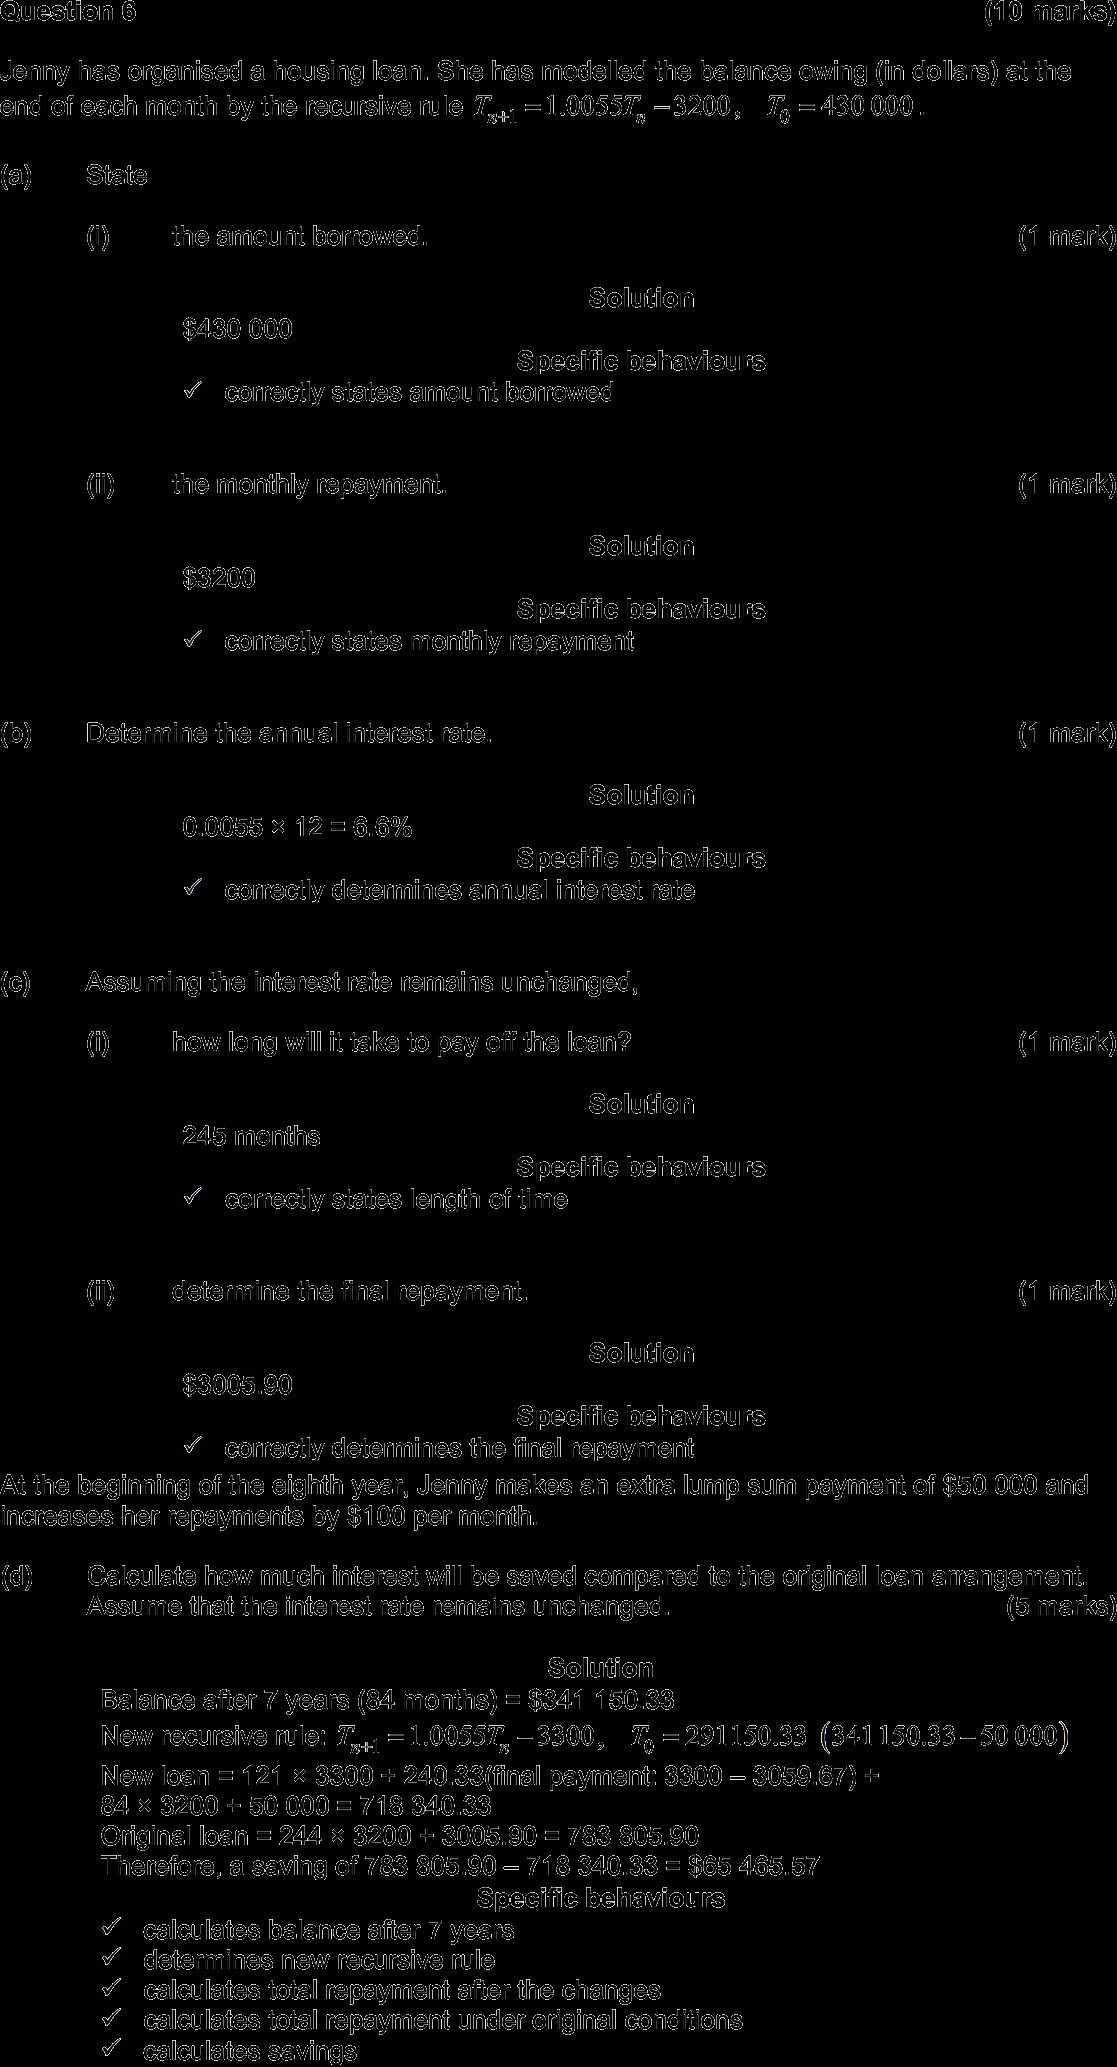 Question 6 (10 marks)
Jenny has organised a housing loan. She has modelled the balance owing (in dollars) at the
end of each month by the recursive rule Tₙ₊₁ = 1.0055Tₙ − 3200, T₀ = 430 000.
(a) State
(i) the amount borrowed. (1 mark)
Solution
$430 000
Specific behaviours
✓ correctly states amount borrowed
(ii) the monthly repayment. (1 mark)
Solution
$3200
Specific behaviours
✓ correctly states monthly repayment
(b) Determine the annual interest rate. (1 mark)
Solution
0.0055 × 12 = 6.6%
Specific behaviours
✓ correctly determines annual interest rate
(c) Assuming the interest rate remains unchanged,
(i) how long will it take to pay off the loan? (1 mark)
Solution
245 months
Specific behaviours
✓ correctly states length of time
(ii) determine the final repayment. (1 mark)
Solution
$3005.90
Specific behaviours
✓ correctly determines the final repayment
At the beginning of the eighth year, Jenny makes an extra lump sum payment of $50 000 and
increases her repayments by $100 per month.
(d) Calculate how much interest will be saved compared to the original loan arrangement.
Assume that the interest rate remains unchanged. (5 marks)
Solution
Balance after 7 years (84 months) = $341 150.33
New recursive rule: Tₙ₊₁ = 1.0055Tₙ − 3300, T₀ = 291150.33 (341150.33 − 50 000)
New loan = 121 × 3300 + 240.33(final payment: 3300 – 3059.67) +
84 × 3200 + 50 000 = 718 340.33
Original loan = 244 × 3200 + 3005.90 = 783 805.90
Therefore, a saving of 783 805.90 – 718 340.33 = $65 465.57
Specific behaviours
✓ calculates balance after 7 years
✓ determines new recursive rule
✓ calculates total repayment after the changes
✓ calculates total repayment under original conditions
✓ calculates savings